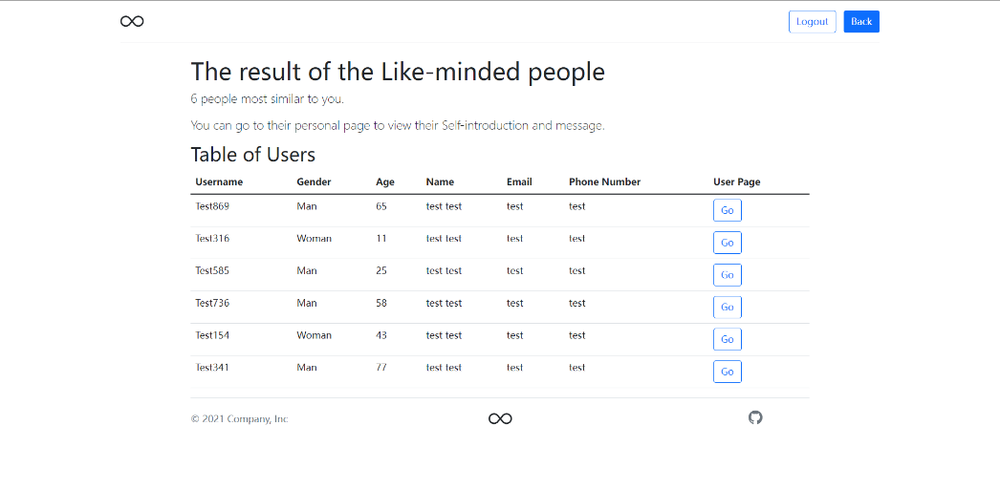 Logout Back
The result of the Like-minded people
6 people most similar to you.
You can go to their personal page to view their Self-introduction and message.
Table of Users
Username Gender Age Name Email Phone Number User Page
Test869 Man 65 test test test test Go
Test316 Woman 11 test test test test Go
Test585 Man 25 test test test test Go
Test736 Man 58 test test test test Go
Test154 Woman 43 test test test test Go
Test341 Man 77 test test test test Go
© 2021 Company, Inc